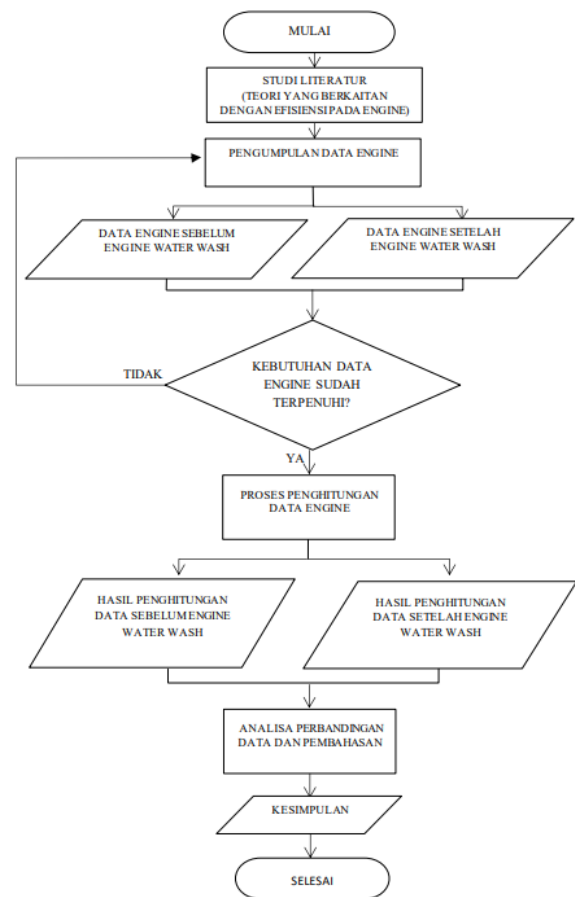 MULAI
STUDI LITERATUR
(TEORI YANG BERKAITAN
DENGAN EFISIENSI PADA ENGINE)
PENGUMPULAN DATA ENGINE
DATA ENGINE SEBELUM
ENGINE WATER WASH
DATA ENGINE SETELAH
ENGINE WATER WASH
KEBUTUHAN DATA
ENGINE SUDAH
TERPENUHI?
TIDAK
YA
PROSES PENGHITUNGAN
DATA ENGINE
HASIL PENGHITUNGAN
DATA SEBELUM ENGINE
WATER WASH
HASIL PENGHITUNGAN
DATA SETELAH ENGINE
WATER WASH
ANALISA PERBANDINGAN
DATA DAN PEMBAHASAN
KESIMPULAN
SELESAI